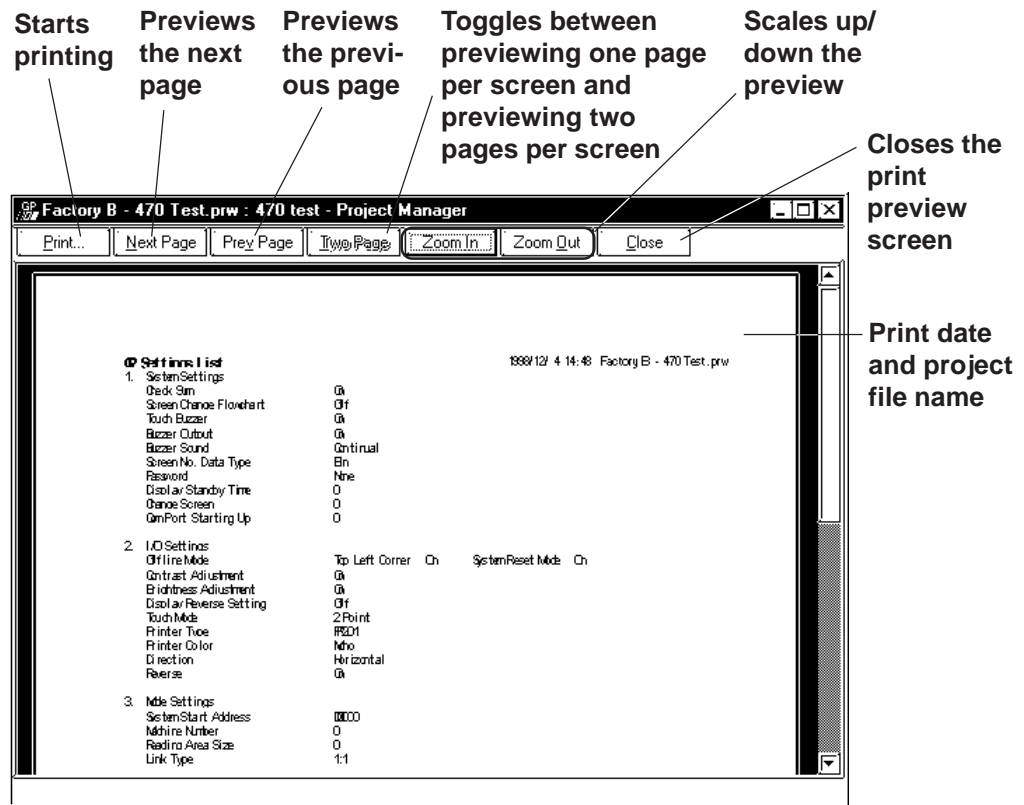 Starts
printing
Previews
the next
page
Previews
the previ-
ous page
Toggles between
previewing one page
per screen and
previewing two
pages per screen
Scales up/
down the
preview
Closes the
print
preview
screen
Factory B - 470 Test.prw : 470 test - Project Manager
Print... Next Page Prev Page Two Page Zoom In Zoom Out Close
Print date
and project
file name
GP Settings List 1998/12/ 4 14:48 Factory B - 470 Test.prw
1. System Settings
Check Sum On
Screen Change Flowchart Off
Touch Buzzer On
Buzzer Output On
Buzzer Sound Continual
Screen No. Data Type Bin
Password None
Display Standby Time 0
Change Screen 0
Com Port Starting Up 0
2. I/O Settings
Offline Mode Top Left Corner On System Reset Mode On
Contrast Adjustment On
Brightness Adjustment On
Display Reverse Setting Off
Touch Mode 2 Point
Printer Type
Printer Color Mono
Direction Horizontal
Reverse On
3. Mode Settings
System Start Address
Machine Number 0
Reading Area Size 0
Link Type 1:1